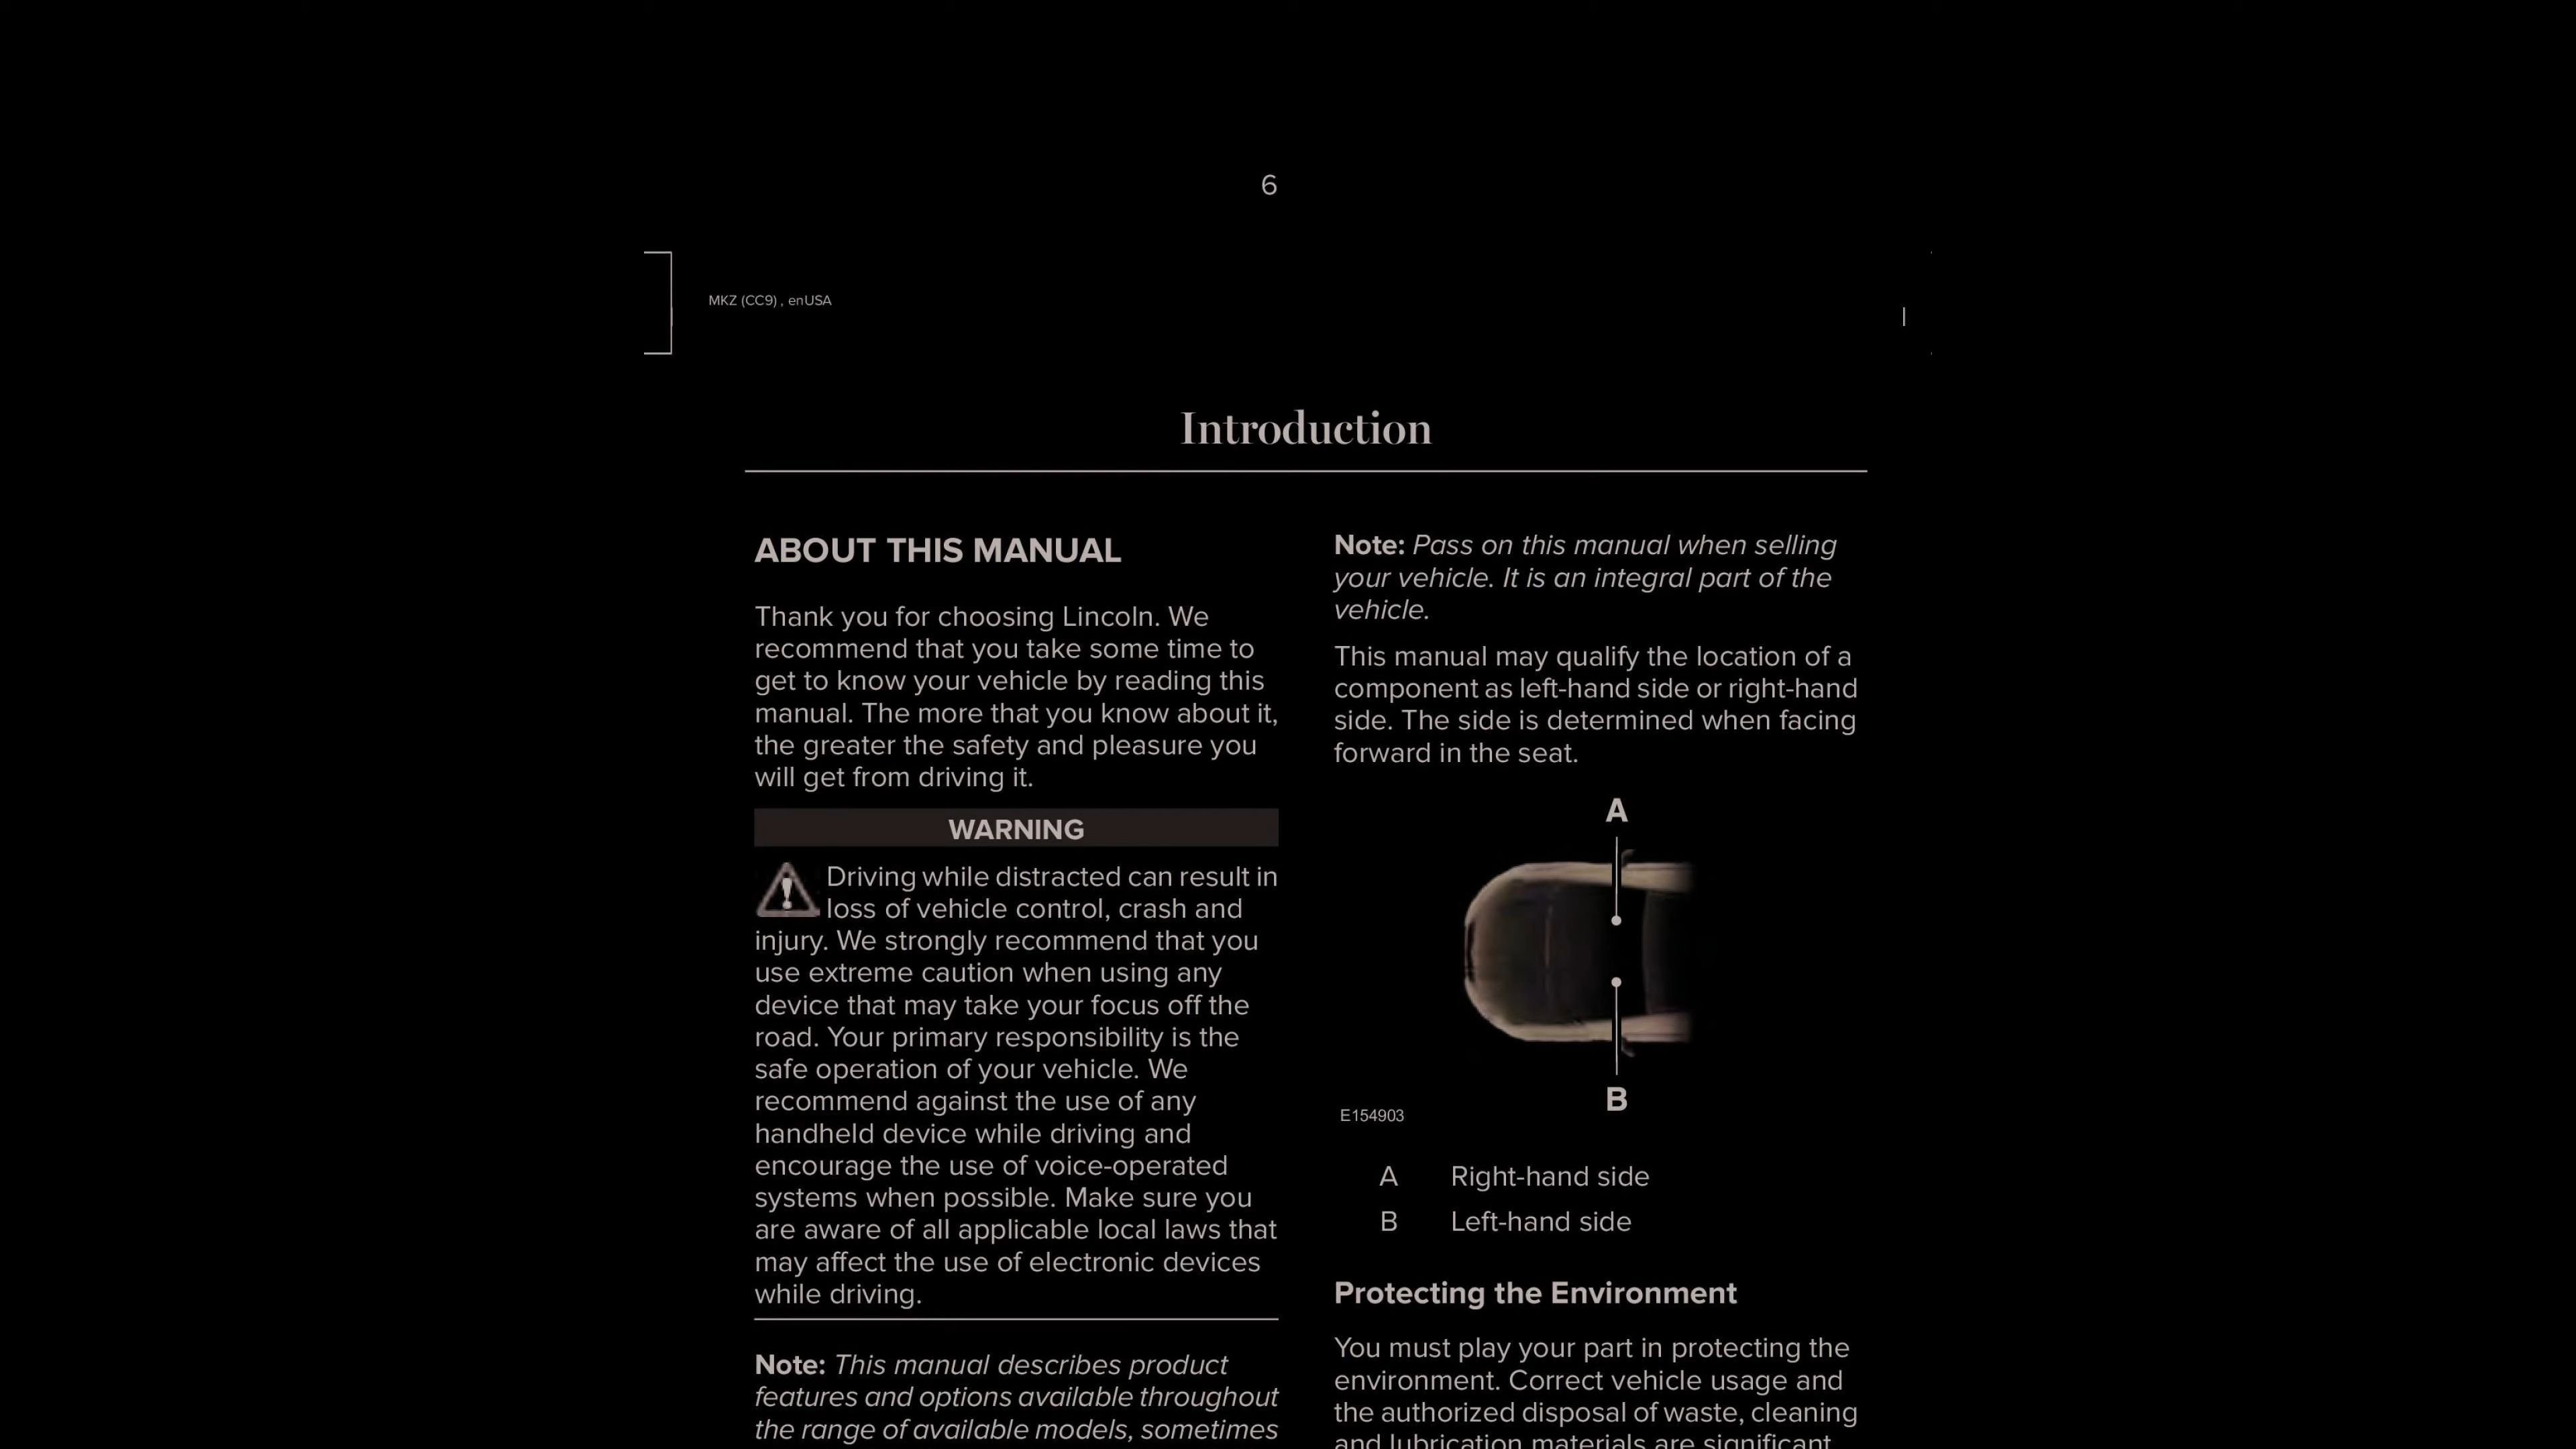 6
MKZ (CC9) , enUSA
Introduction
ABOUT THIS MANUAL
Thank you for choosing Lincoln. We
recommend that you take some time to
get to know your vehicle by reading this
manual. The more that you know about it,
the greater the safety and pleasure you
will get from driving it.
WARNING
Driving while distracted can result in
loss of vehicle control, crash and
injury. We strongly recommend that you
use extreme caution when using any
device that may take your focus off the
road. Your primary responsibility is the
safe operation of your vehicle. We
recommend against the use of any
handheld device while driving and
encourage the use of voice-operated
systems when possible. Make sure you
are aware of all applicable local laws that
may affect the use of electronic devices
while driving.
Note: This manual describes product
features and options available throughout
the range of available models, sometimes
Note: Pass on this manual when selling
your vehicle. It is an integral part of the
vehicle.
This manual may qualify the location of a
component as left-hand side or right-hand
side. The side is determined when facing
forward in the seat.
A
B
E154903
A Right-hand side
B Left-hand side
Protecting the Environment
You must play your part in protecting the
environment. Correct vehicle usage and
the authorized disposal of waste, cleaning
and lubrication materials are significant